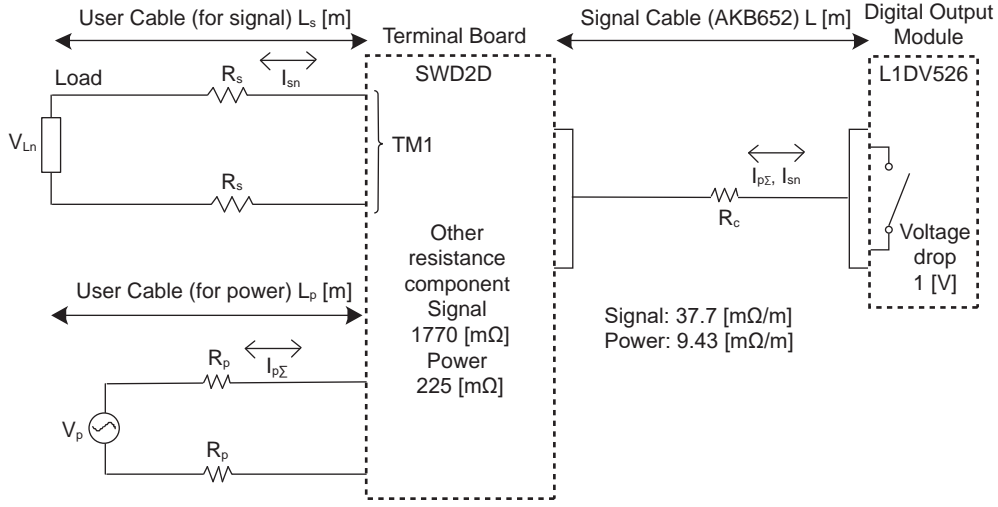 User Cable (for signal) Ls [m]
Signal Cable (AKB652) L [m]
Digital Output
Module
Terminal Board
SWD2D
L1DV526
Load
Rs
Isn
VLn
TM1
Rs
IpΣ, Isn
Rc
Voltage
drop
1 [V]
Other
resistance
component
Signal
1770 [mΩ]
Power
225 [mΩ]
User Cable (for power) Lp [m]
Signal: 37.7 [mΩ/m]
Power: 9.43 [mΩ/m]
Rp
IpΣ
Vp
Rp